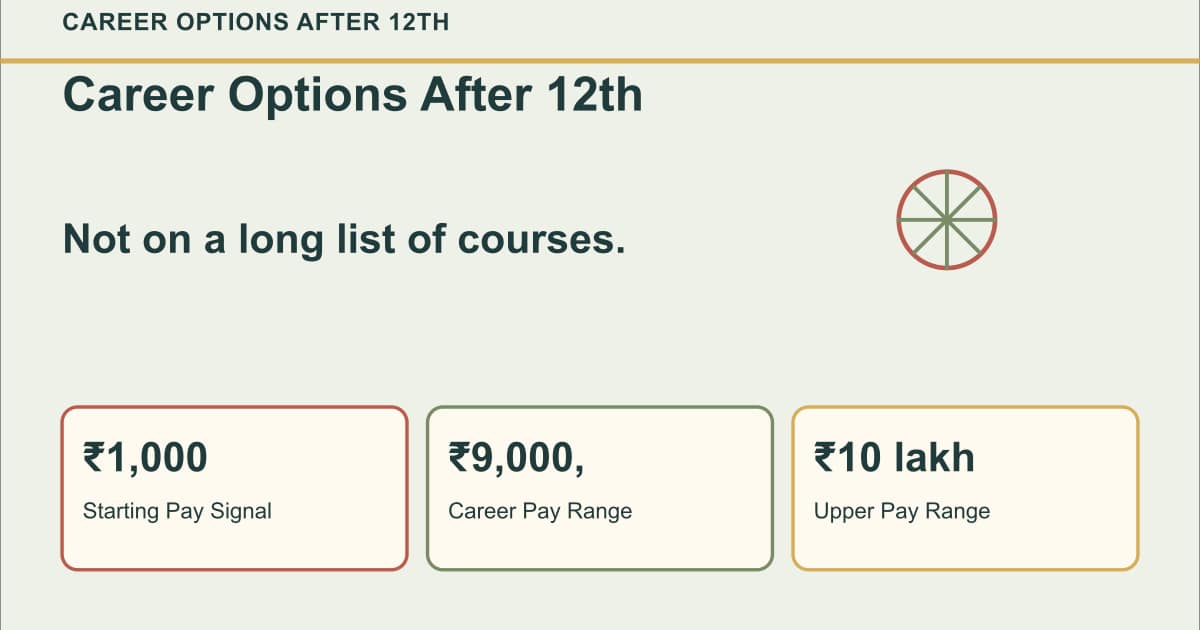 CAREER OPTIONS AFTER 12TH
Career Options After 12th
Not on a long list of courses.
₹1,000
Starting Pay Signal
₹9,000,
Career Pay Range
₹10 lakh
Upper Pay Range